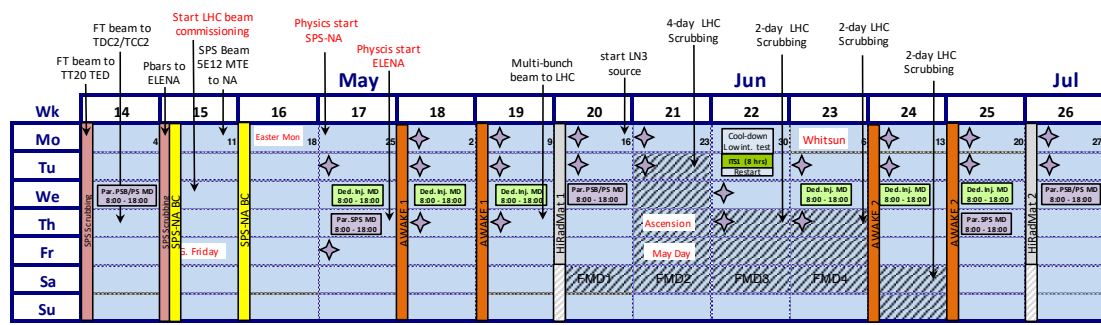 Start LHC beam
commissioning
FT beam to
TDC2/TCC2
SPS Beam
5E12 MTE
to NA
Physics start
SPS-NA
Physcis start
ELENA
4-day LHC
Scrubbing
2-day LHC
Scrubbing
2-day LHC
Scrubbing
2-day LHC
Scrubbing
FT beam to
TT20 TED
Pbars to
ELENA
Multi-bunch
beam to LHC
start LN3
source
May
Jun
Jul
Wk 14 15 16 17 18 19 20 21 22 23 24 25 26
Mo 4 11 Easter Mon 18 25 2 9 16 23 Cool-down 30 Whitsun 6 13 20 27
Low int. test
Tu ITS1 (8 hrs)
Restart
We Par. PSB/PS MD Ded. Inj. MD Ded. Inj. MD Ded. Inj. MD Par. PSB/PS MD Ded. Inj. MD Ded. Inj. MD Ded. Inj. MD Par. PSB/PS MD
8:00 - 18:00 8:00 - 18:00 8:00 - 18:00 8:00 - 18:00 8:00 - 18:00 8:00 - 18:00 8:00 - 18:00 8:00 - 18:00 8:00 - 18:00
Th Par. SPS MD Ascension Par. SPS MD
8:00 - 18:00 8:00 - 18:00
Fr G. Friday May Day
Sa FMD1 FMD2 FMD3 FMD4
Su
SPS Scrubbing
SPS Scrubbing
SPS-NA BC
SPS-NA BC
AWAKE 1
AWAKE 1
HiRadMat 1
AWAKE 2
AWAKE 2
HiRadMat 2